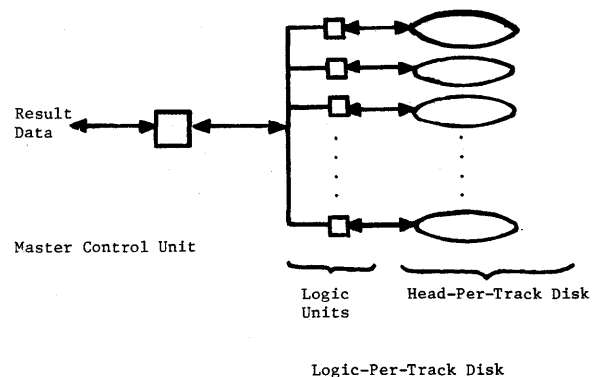 Result
Data
Master Control Unit
Logic
Units
Head-Per-Track Disk
Logic-Per-Track Disk